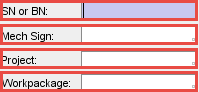 SN or BN:
Mech Sign:
Project:
Workpackage: